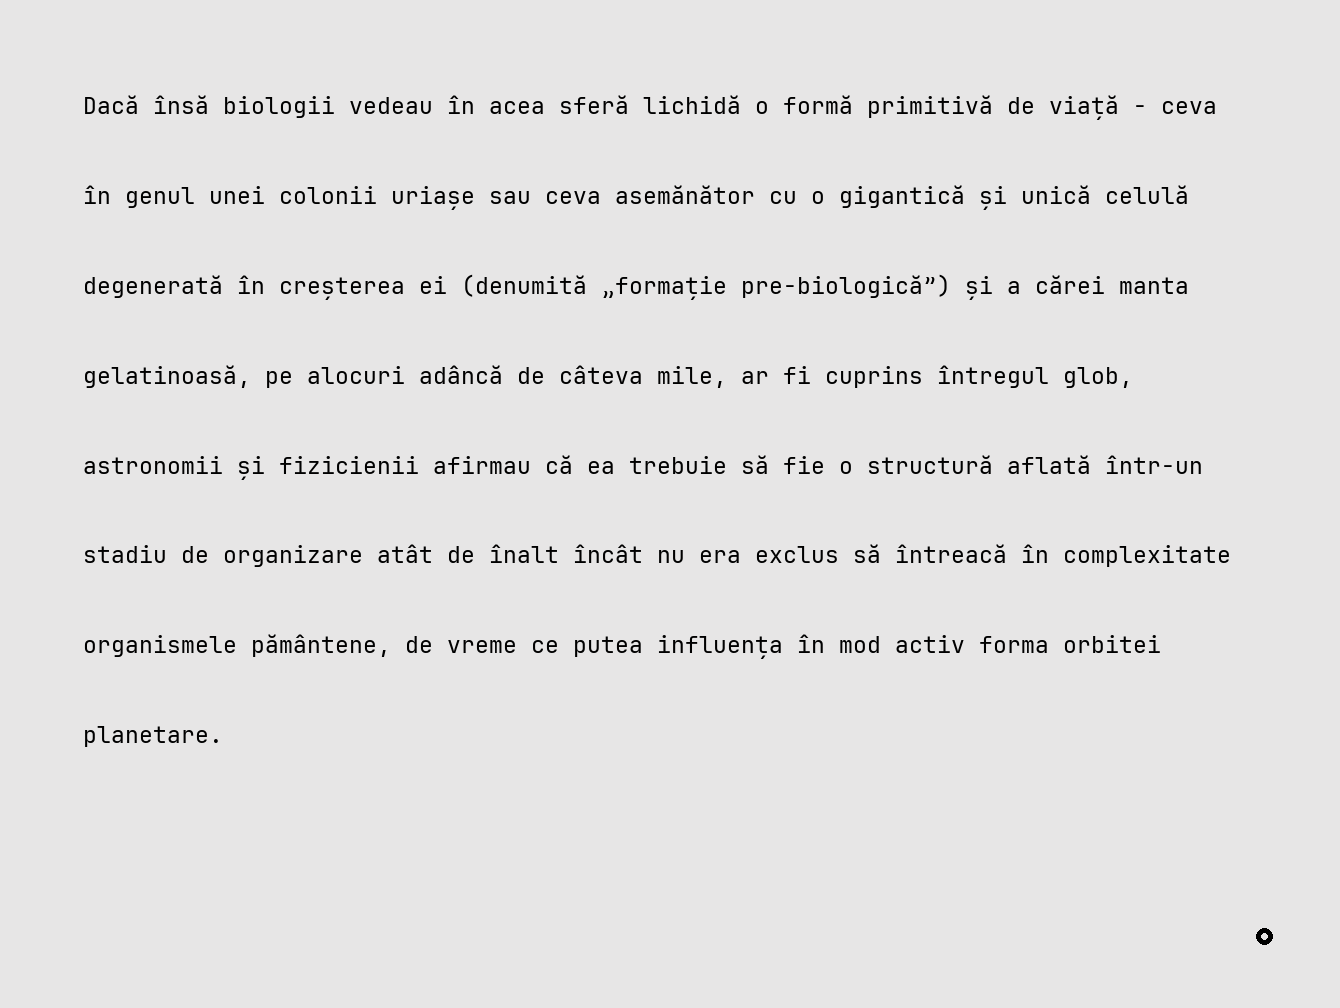 Dacă însă biologii vedeau în acea sferă lichidă o formă primitivă de viață - ceva
în genul unei colonii uriașe sau ceva asemănător cu o gigantică și unică celulă
degenerată în creșterea ei (denumită „formație pre-biologică”) și a cărei manta
gelatinoasă, pe alocuri adâncă de câteva mile, ar fi cuprins întregul glob,
astronomii și fizicienii afirmau că ea trebuie să fie o structură aflată într-un
stadiu de organizare atât de înalt încât nu era exclus să întreacă în complexitate
organismele pământene, de vreme ce putea influența în mod activ forma orbitei
planetare.